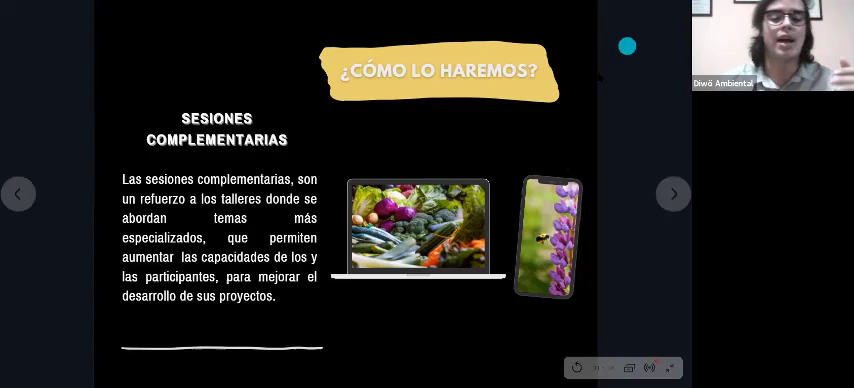 ¿CÓMO LO HAREMOS?
Diwö Ambiental
SESIONES
COMPLEMENTARIAS
Las sesiones complementarias, son
un refuerzo a los talleres donde se
abordan temas más
especializados, que permiten
aumentar las capacidades de los y
las participantes, para mejorar el
desarrollo de sus proyectos.